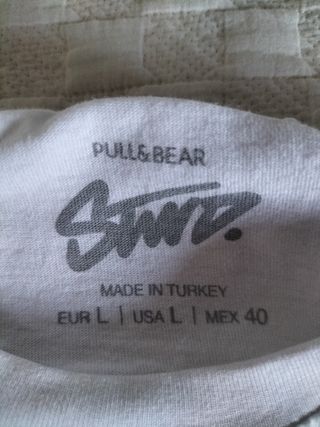 PULL&BEAR
STWD.
MADE IN TURKEY
EUR L | USA L | MEX 40